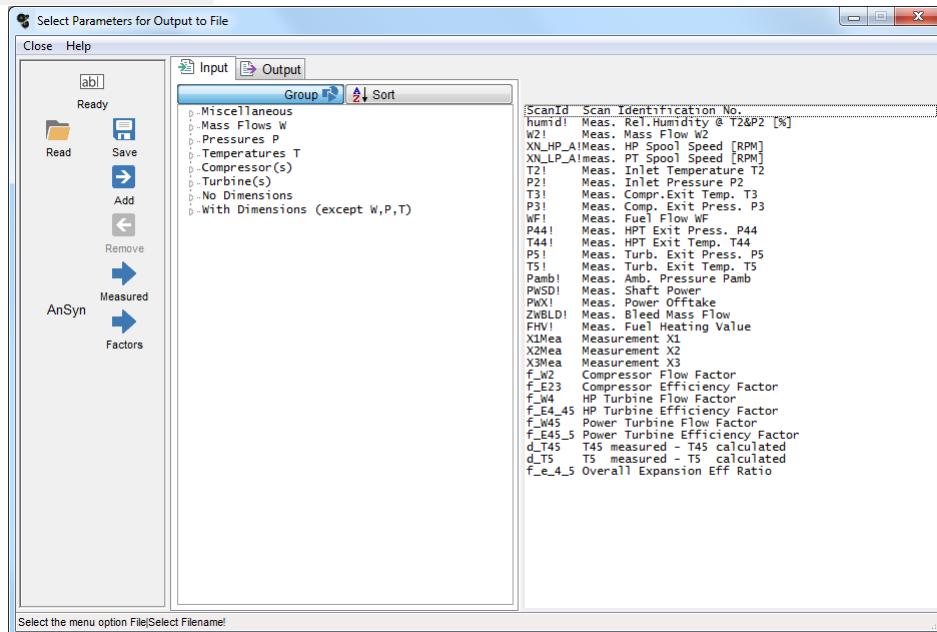 Select Parameters for Output to File
Close Help
abl
Ready
Read Save
Add
Remove
Measured
AnSyn
Factors
Input Output
Group Sort
Miscellaneous
Mass Flows W
Pressures P
Temperatures T
Compressor(s)
Turbine(s)
No Dimensions
With Dimensions (except W,P,T)
ScanId Scan Identification No.
humid! Meas. Rel.Humidity @ T2&P2 [%]
W2! Meas. Mass Flow W2
XN_HP_A!Meas. HP Spool Speed [RPM]
XN_LP_A!meas. PT Spool Speed [RPM]
T2! Meas. Inlet Temperature T2
P2! Meas. Inlet Pressure P2
T3! Meas. Compr.Exit Temp. T3
P3! Meas. Comp. Exit Press. P3
WF! Meas. Fuel Flow WF
P44! Meas. HPT Exit Press. P44
T44! Meas. HPT Exit Temp. T44
P5! Meas. Turb. Exit Press. P5
T5! Meas. Turb. Exit Temp. T5
Pamb! Meas. Amb. Pressure Pamb
PWSD! Meas. Shaft Power
PWX! Meas. Power Offtake
ZWBLD! Meas. Bleed Mass Flow
FHV! Meas. Fuel Heating Value
X1Mea Measurement X1
X2Mea Measurement X2
X3Mea Measurement X3
f_W2 Compressor Flow Factor
f_E23 Compressor Efficiency Factor
f_W4 HP Turbine Flow Factor
f_E4_45 HP Turbine Efficiency Factor
f_W45 Power Turbine Flow Factor
f_E45_5 Power Turbine Efficiency Factor
d_T45 T45 measured - T45 calculated
d_T5 T5 measured - T5 calculated
f_e_4_5 Overall Expansion Eff Ratio
Select the menu option File|Select Filename!